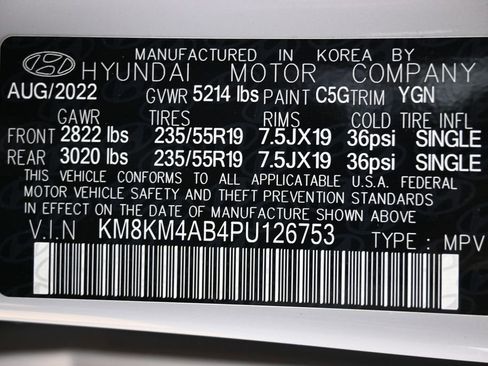 MANUFACTURED IN KOREA BY
HYUNDAI MOTOR COMPANY
AUG/2022 GVWR 5214 lbs PAINT C5G TRIM YGN
GAWR TIRES RIMS COLD TIRE INFL
FRONT 2822 lbs 235/55R19 7.5JX19 36psi SINGLE
REAR 3020 lbs 235/55R19 7.5JX19 36psi SINGLE
THIS VEHICLE CONFORMS TO ALL APPLICATABLE U.S.A. FEDERAL
MOTOR VEHICLE SAFETY AND THEFT PREVENTION STANDARDS
IN EFFECT ON THE DATE OF MANUFACTURE SHOWN ABOVE.
V.I.N KM8KM4AB4PU126753 TYPE : MPV